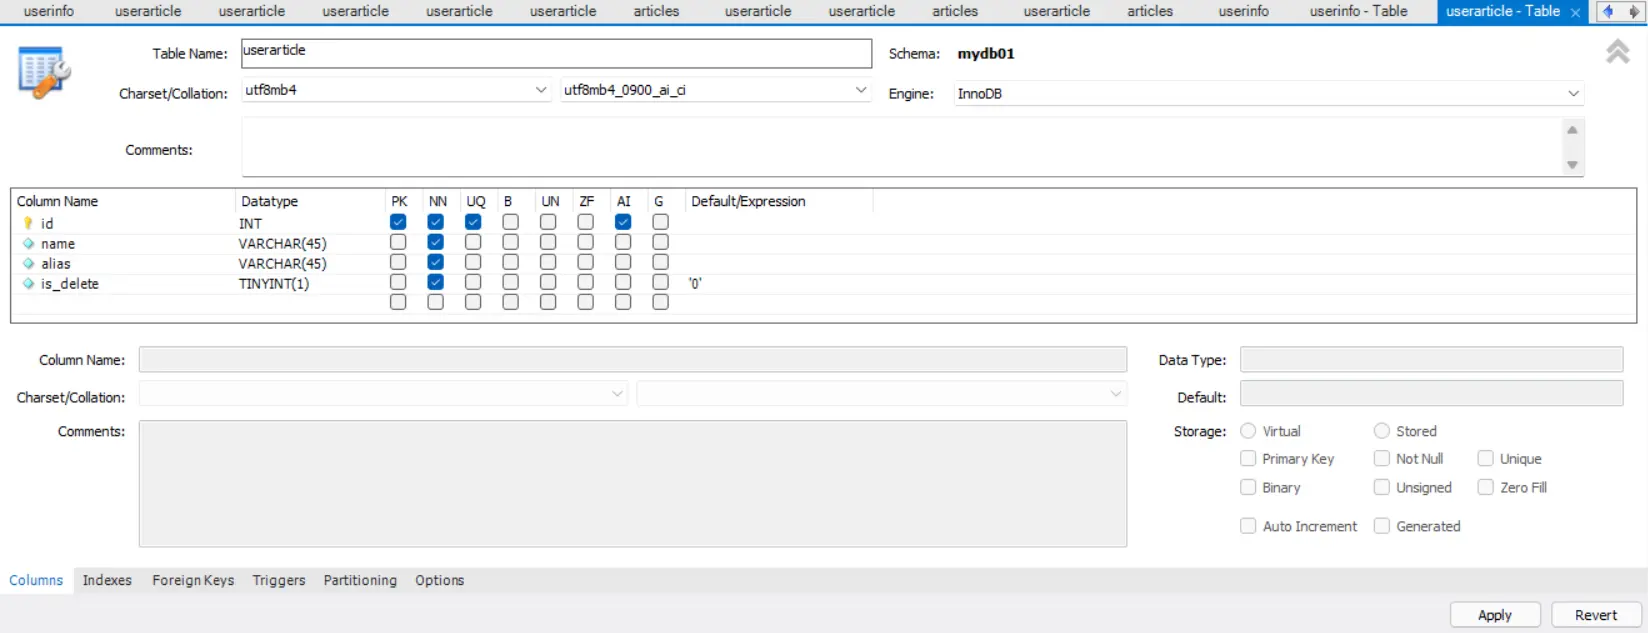 userinfo userarticle userarticle userarticle userarticle userarticle articles userarticle userarticle articles userarticle articles userinfo userinfo - Table userarticle - Table
Table Name: userarticle Schema: mydb01
Charset/Collation: utf8mb4 utf8mb4_0900_ai_ci Engine: InnoDB
Comments:
Column Name Datatype PK NN UQ B UN ZF AI G Default/Expression
id INT
name VARCHAR(45)
alias VARCHAR(45)
is_delete TINYINT(1) '0'
Column Name: Data Type:
Charset/Collation: Default:
Comments: Storage: Virtual Stored
Primary Key Not Null Unique
Binary Unsigned Zero Fill
Auto Increment Generated
Columns Indexes Foreign Keys Triggers Partitioning Options
Apply Revert